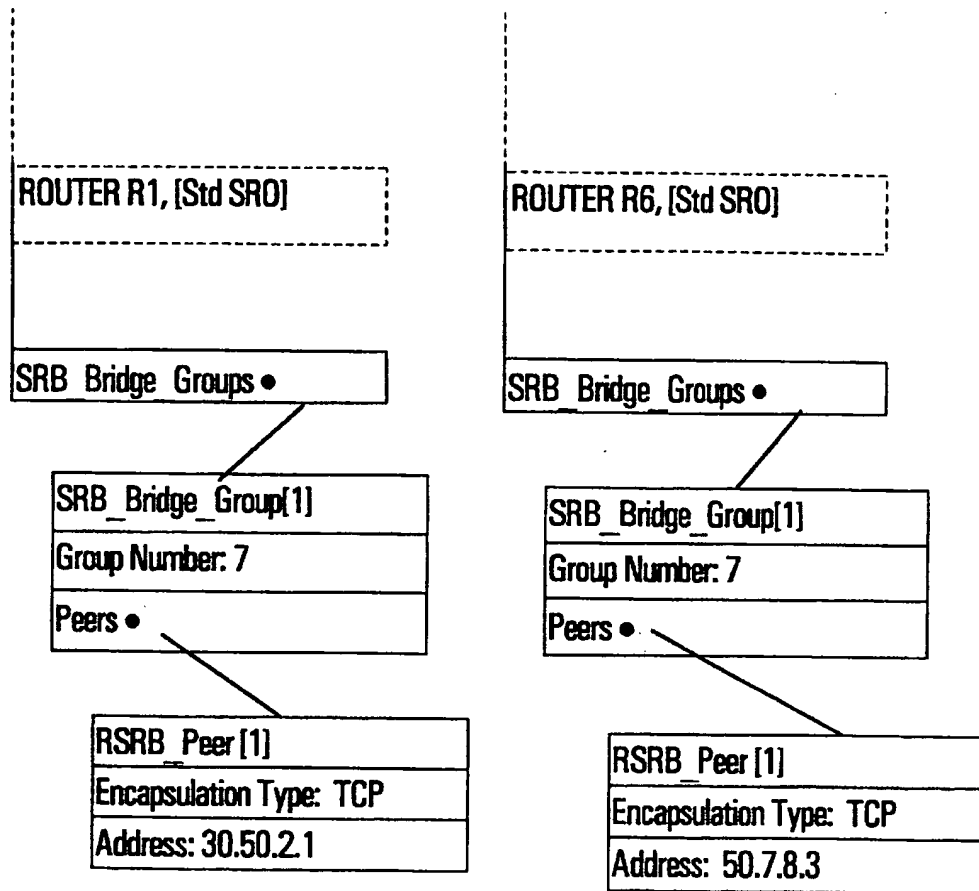 ROUTER R1, [Std SRO]
SRB_Bridge_Groups •
SRB_Bridge_Group[1]
Group Number: 7
Peers •
RSRB_Peer [1]
Encapsulation Type: TCP
Address: 30.50.2.1
ROUTER R6, [Std SRO]
SRB_Bridge_Groups •
SRB_Bridge_Group[1]
Group Number: 7
Peers •
RSRB_Peer [1]
Encapsulation Type: TCP
Address: 50.7.8.3